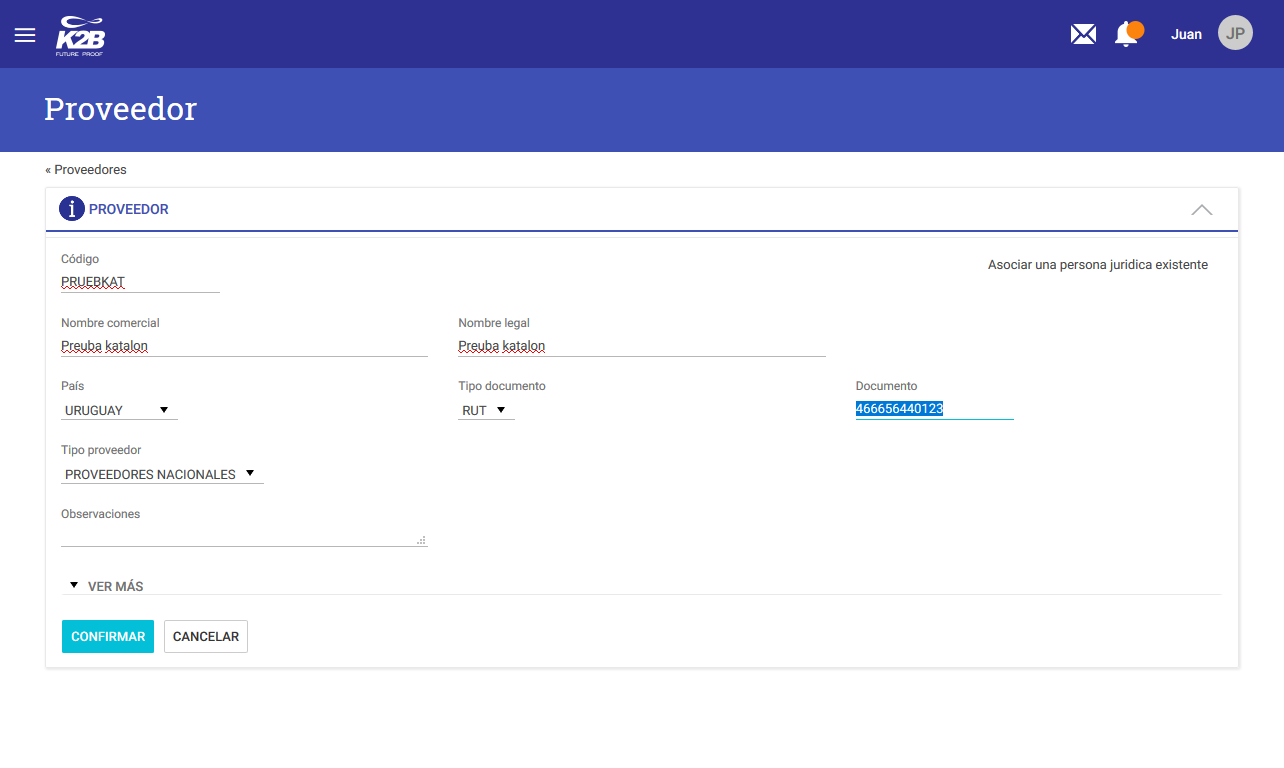 K2B
FUTURE PROOF
Juan
JP
Proveedor
« Proveedores
i PROVEEDOR
Código
Asociar una persona juridica existente
PRUEBKAT
Nombre comercial
Nombre legal
Preuba katalon
Preuba katalon
País
Tipo documento
Documento
URUGUAY
RUT
466656440123
Tipo proveedor
PROVEEDORES NACIONALES
Observaciones
VER MÁS
CONFIRMAR
CANCELAR